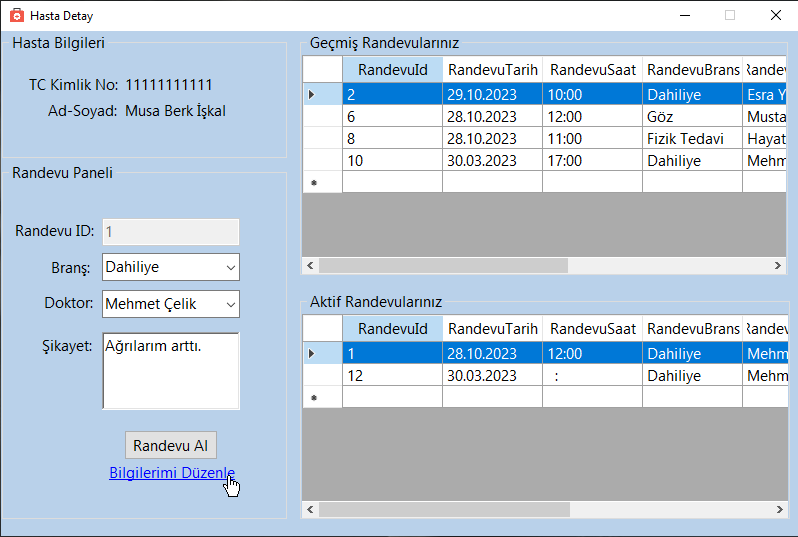 Hasta Detay
Hasta Bilgileri
TC Kimlik No: 11111111111
Ad-Soyad: Musa Berk İşkal
Randevu Paneli
Randevu ID: 1
Branş: Dahiliye
Doktor: Mehmet Çelik
Şikayet: Ağrılarım arttı.
Randevu Al
Bilgilerimi Düzenle
Geçmiş Randevularınız
RandevuId RandevuTarih RandevuSaat RandevuBrans Randev
2 29.10.2023 10:00 Dahiliye Esra Y
6 28.10.2023 12:00 Göz Musta
8 28.10.2023 11:00 Fizik Tedavi Hayat
10 30.03.2023 17:00 Dahiliye Mehm
Aktif Randevularınız
RandevuId RandevuTarih RandevuSaat RandevuBrans Randev
1 28.10.2023 12:00 Dahiliye Mehm
12 30.03.2023 : Dahiliye Mehm